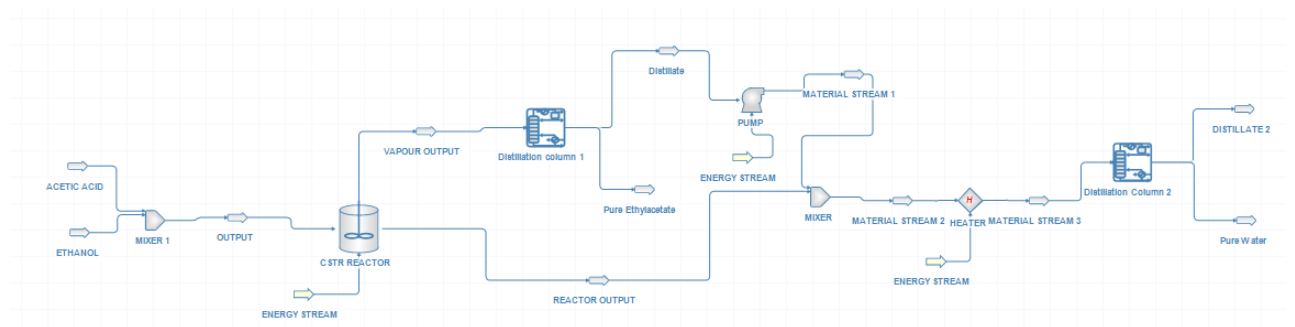 Distillate
MATERIAL STREAM 1
PUMP
DISTILLATE 2
VAPOUR OUTPUT
Distillation column 1
ENERGY STREAM
ACETIC ACID
Distillation Column 2
Pure Ethylacetate
MIXER
MATERIAL STREAM 2
H
HEATER
MATERIAL STREAM 3
MIXER 1
OUTPUT
Pure Water
ETHANOL
CSTR REACTOR
ENERGY STREAM
REACTOR OUTPUT
ENERGY STREAM